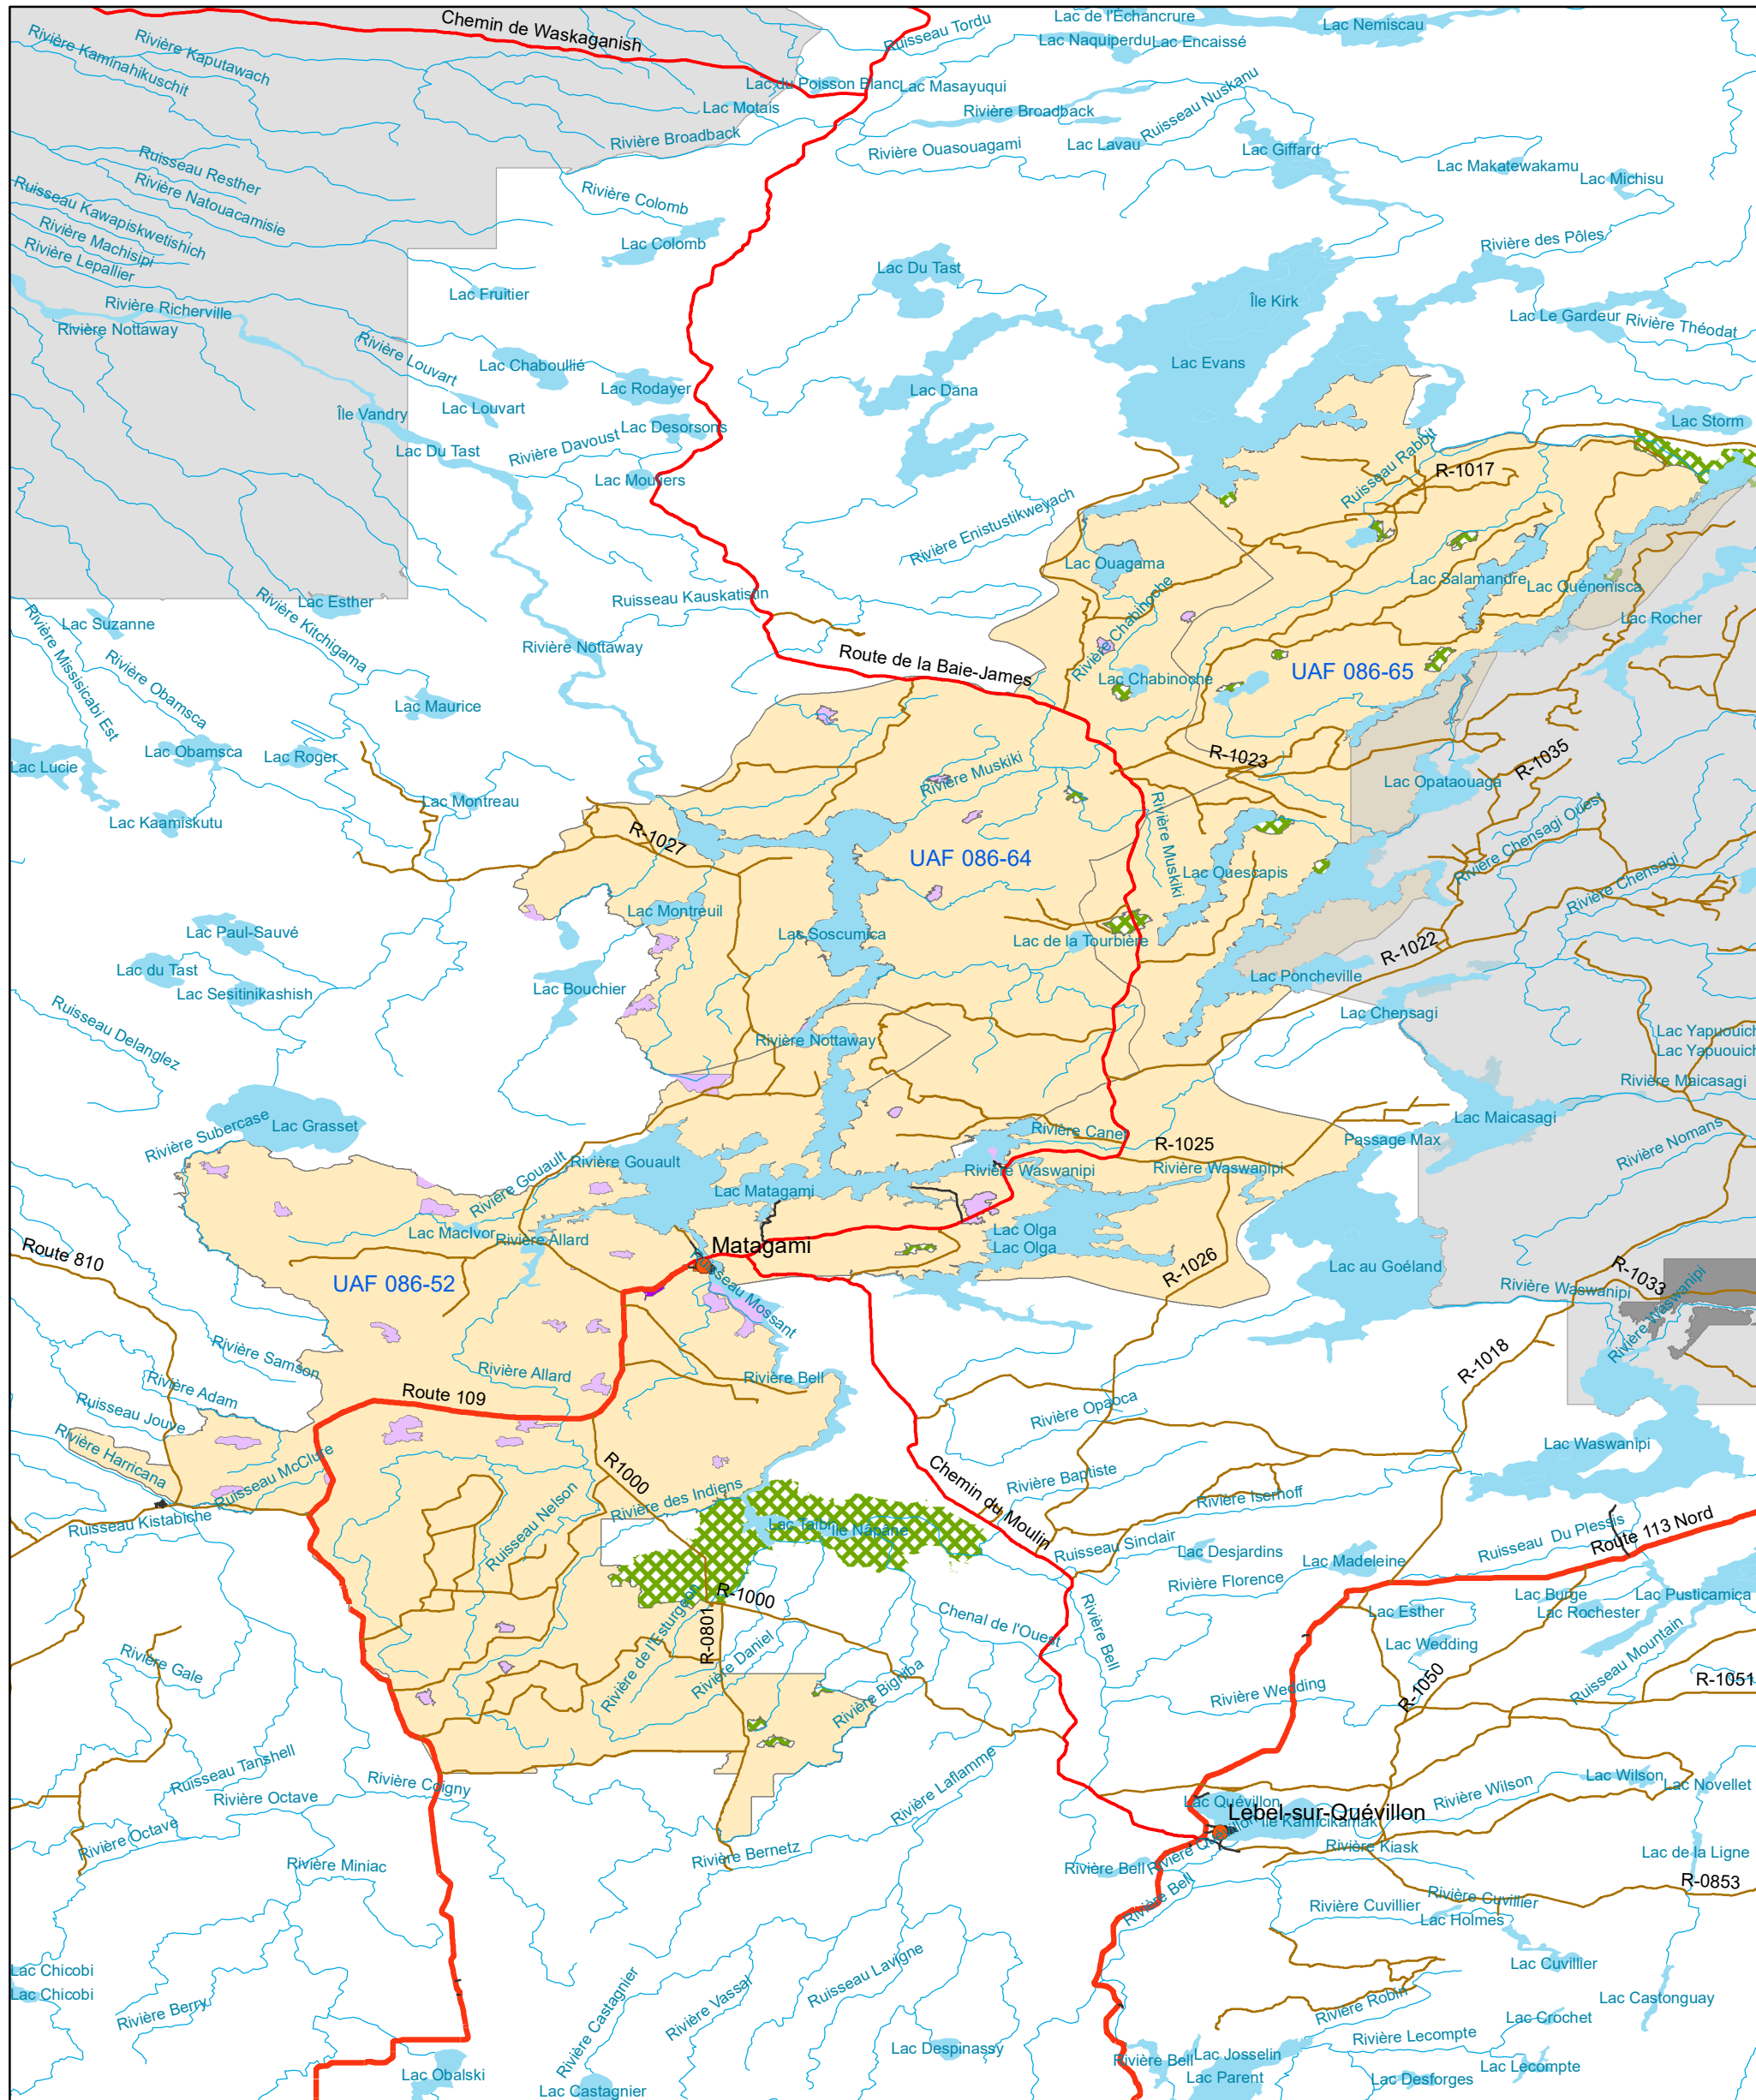 Chemin de Waskaganish
Ruisseau Tordu
Lac de l'Échancrure
Lac Nemiscau
Lac Naquiperdu
Lac Encaissé
Rivière Kaputawach
Rivière Kaminahikuschit
Lac du Poisson Blanc
Lac Masayuqui
Lac Motais
Rivière Broadback
Ruisseau Nuskanu
Rivière Broadback
Rivière Ouasouagami
Lac Lavau
Lac Giffard
Lac Makatewakamu
Lac Michisu
Ruisseau Resther
Rivière Natouacamisie
Ruisseau Kawapiskwetishich
Rivière Machisipi
Rivière Lepallier
Rivière Colomb
Lac Colomb
Rivière des Pôles
Lac Du Tast
Lac Fruitier
Île Kirk
Rivière Richerville
Rivière Nottaway
Lac Le Gardeur
Rivière Théodat
Rivière Louvart
Lac Chaboullié
Lac Evans
Lac Rodayer
Lac Dana
Lac Louvart
Île Vandry
Lac Desorsons
Lac Storm
Lac Du Tast
Rivière Davoust
Ruisseau Rabbit
R-1017
Lac Mouiers
Rivière Enistustikweyach
Lac Ouagama
Lac Salamandre
Lac Quénonisca
Rivière Chabinoche
Lac Esther
Ruisseau Kauskatistin
Rivière Kitchigama
Lac Suzanne
Lac Rocher
Rivière Missisicabi Est
Rivière Obamsca
Rivière Nottaway
Route de la Baie-James
Lac Chabinoche
UAF 086-65
Lac Maurice
Lac Obamsca
Lac Roger
Lac Lucie
R-1023
R-1035
Rivière Muskiki
Lac Opataouaga
Lac Montreau
Lac Kaamiskutu
R-1027
Rivière Muskiki
Rivière Chensagi Ouest
UAF 086-64
Lac Quescapis
Rivière Chensagi
Lac Montreuil
Lac Paul-Sauvé
Lac Soscumica
Lac de la Tourbière
R-1022
Lac du Tast
Lac Poncheville
Lac Sesitinikashish
Lac Bouchier
Lac Chensagi
Ruisseau Delanglez
Rivière Nottaway
Lac Yapuouich
Lac Yapuouich
Rivière Maicasagi
Rivière Subercase
Lac Grasset
Lac Maicasagi
Rivière Canet
R-1025
Passage Max
Rivière Nomans
Rivière Gouault
Rivière Gouault
Rivière Waswanipi
Rivière Waswanipi
Lac Matagami
Lac MacIvor
Rivière Allard
Lac Olga
Lac Olga
Matagami
Route 810
UAF 086-52
R-1026
Lac au Goéland
R-1033
Rivière Waswanipi
Rivière Waswanipi
Ruisseau Mossant
Rivière Samson
Rivière Allard
Rivière Bell
R-1018
Rivière Adam
Route 109
Ruisseau Jouve
Rivière Opaoca
Rivière Harricana
Lac Waswanipi
Ruisseau McClure
R1000
Chemin du Moulin
Rivière Baptiste
Rivière Iserhoff
Rivière des Indiens
Ruisseau Nelson
Ruisseau Kistabiche
Lac Taibi
Île Nâpâne
Route 113 Nord
Ruisseau Du Plessis
Ruisseau Sinclair
Lac Desjardins
Lac Madeleine
Rivière Florence
R-1000
Lac Burge
Lac Pusticamica
Lac Esther
Lac Rochester
Rivière de l'Esturgeon
R-0801
Chenal de l'Ouest
Rivière Bell
Lac Wedding
Rivière Gale
Rivière Daniel
Rivière Bigniba
Ruisseau Mountain
Rivière Wedding
R-1050
R-1051
Ruisseau Tanshell
Rivière Coigny
Rivière Octave
Rivière Laflamme
Lac Quévillon
Rivière Wilson
Lac Wilson
Lac Novellet
Lebel-sur-Quévillon
Île Kamicikamak
Rivière Octave
Rivière Quévillon
Rivière Kiask
Rivière Bernetz
Lac de la Ligne
Rivière Miniac
Rivière Bell
R-0853
Rivière Bell
Rivière Cuvillier
Rivière Cuvillier
Lac Holmes
Ruisseau Lavigne
Lac Cuvillier
Lac Chicobi
Lac Chicobi
Rivière Castagnier
Rivière Vassal
Lac Castonguay
Rivière Berry
Rivière Robin
Lac Crochet
Rivière Lecompte
Lac Despinassy
Rivière Bell
Lac Josselin
Lac Lecompte
Lac Obalski
Lac Parent
Lac Desforges
Lac Castagnier